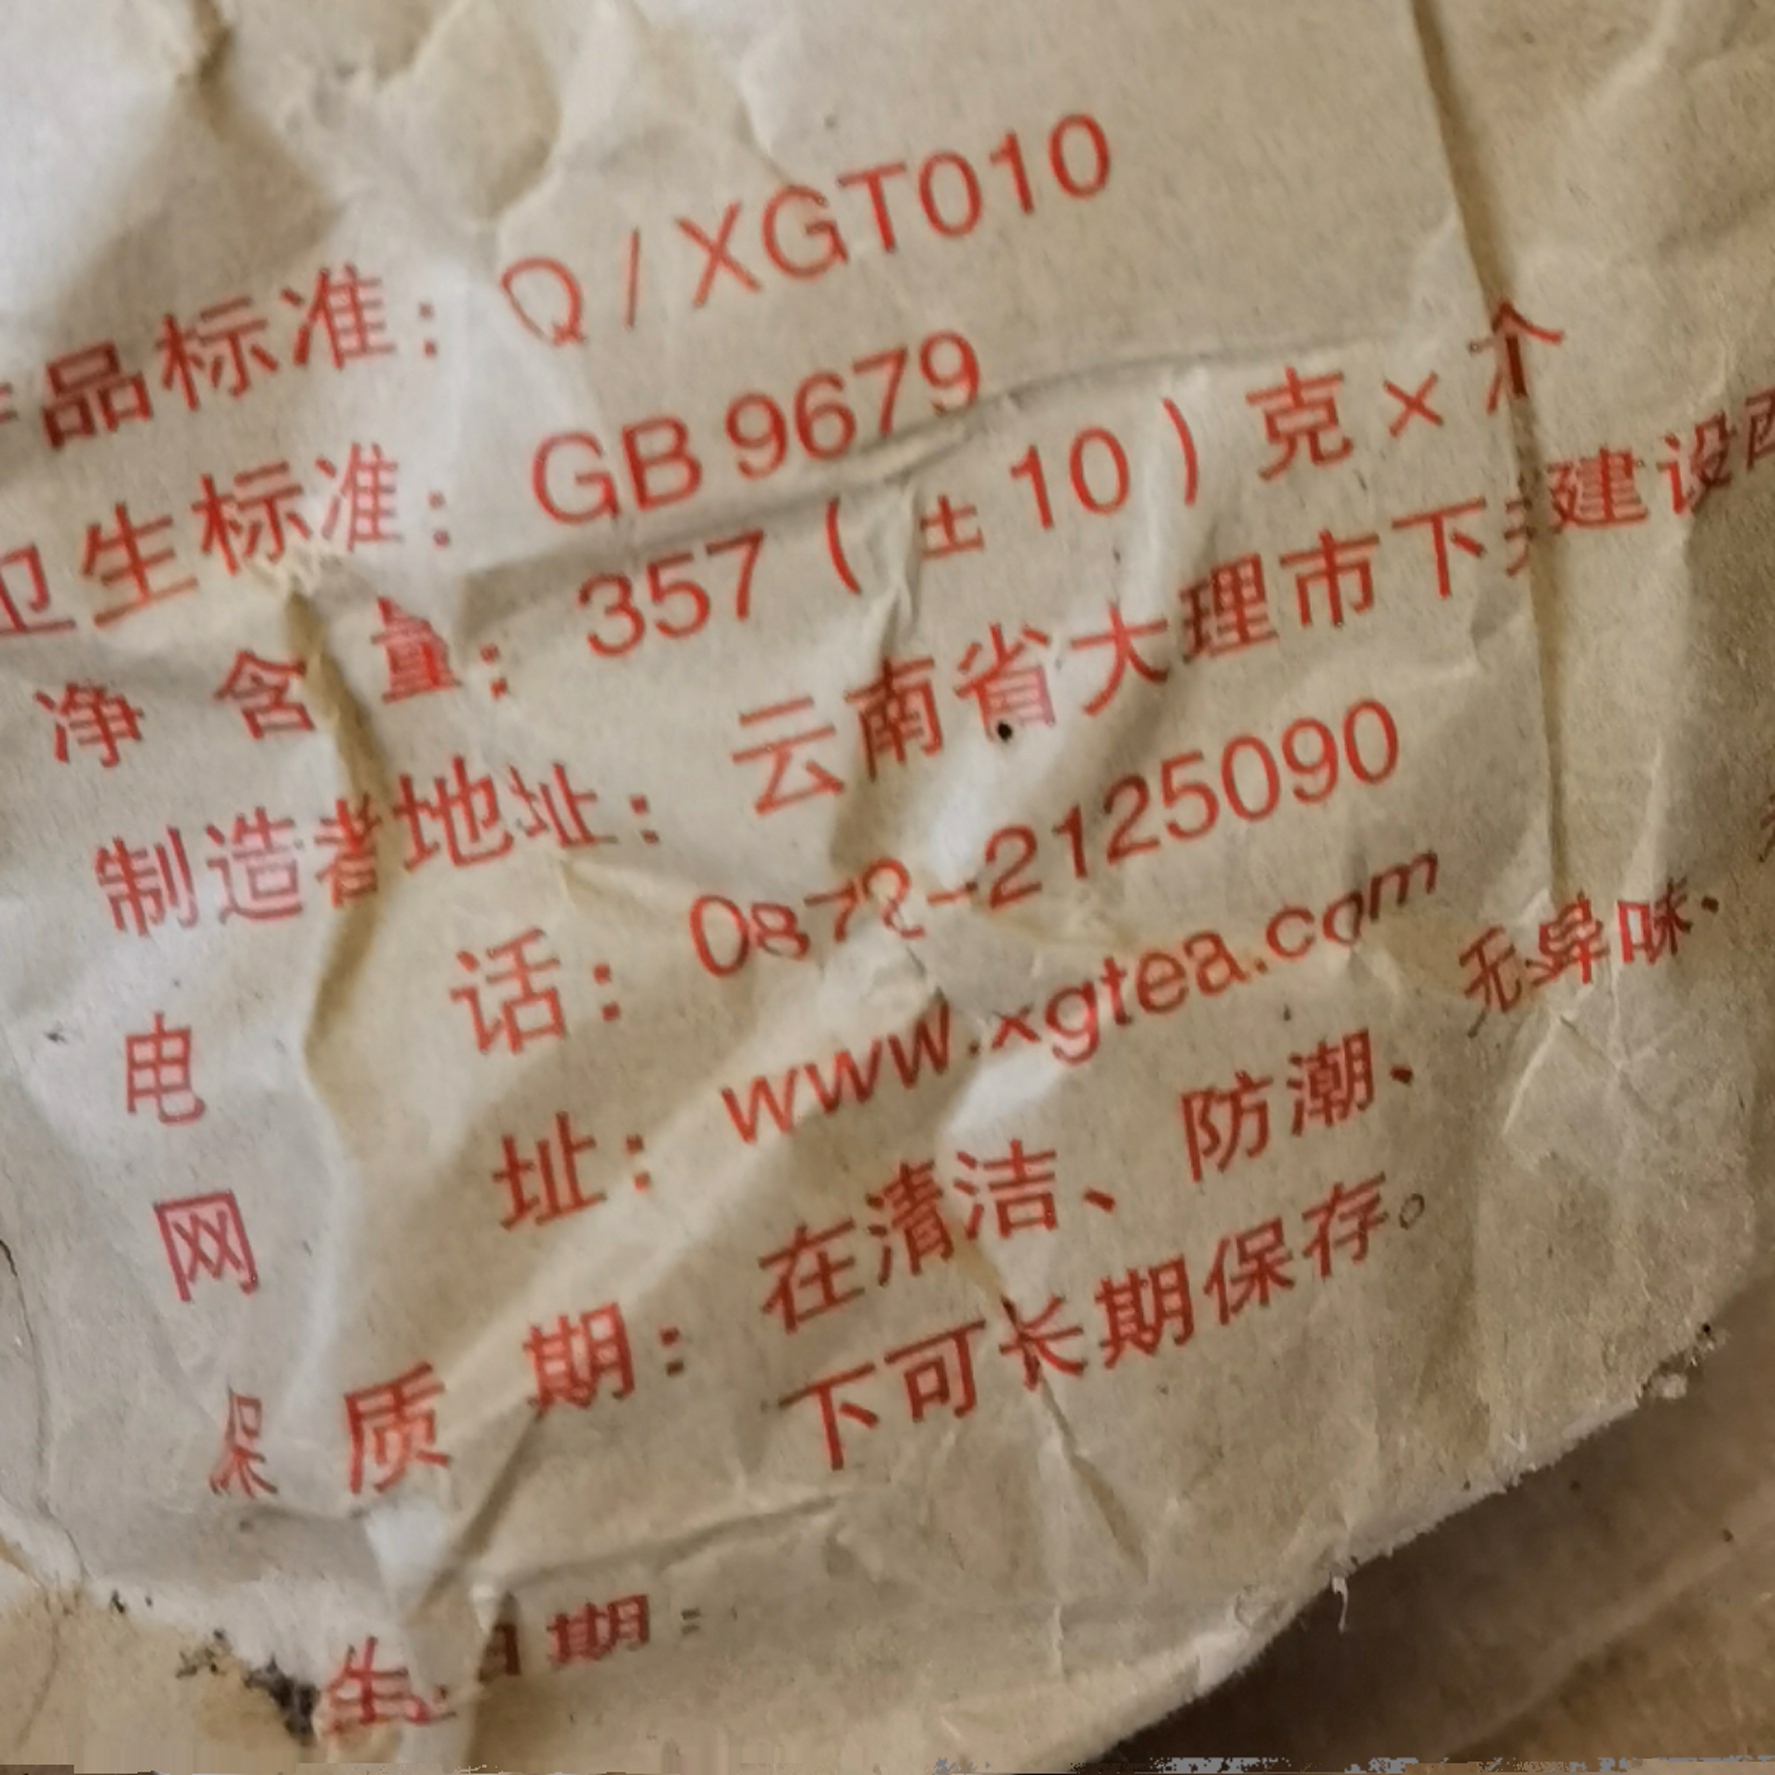 品标准：Q/XGT010
卫生标准：GB 9679
净含量：357（±10）克×个
制造者地址：云南省大理市下关建设
电话：0872-2125090
网址：www.xgtea.com
保质期：在清洁、防潮、无异味、
下可长期保存。
生 日期：